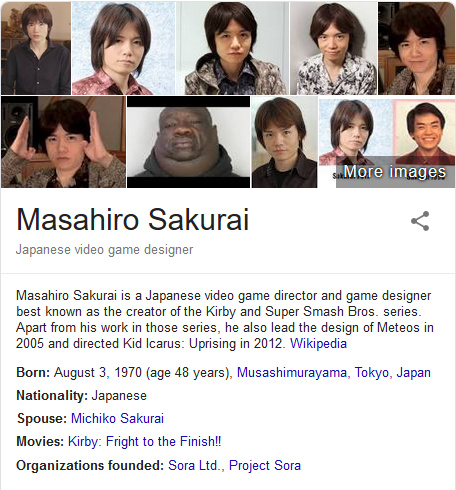 More images
Masahiro Sakurai
Japanese video game designer
Masahiro Sakurai is a Japanese video game director and game designer
best known as the creator of the Kirby and Super Smash Bros. series.
Apart from his work in those series, he also lead the design of Meteos in
2005 and directed Kid Icarus: Uprising in 2012. Wikipedia
Born: August 3, 1970 (age 48 years), Musashimurayama, Tokyo, Japan
Nationality: Japanese
Spouse: Michiko Sakurai
Movies: Kirby: Fright to the Finish!!
Organizations founded: Sora Ltd., Project Sora